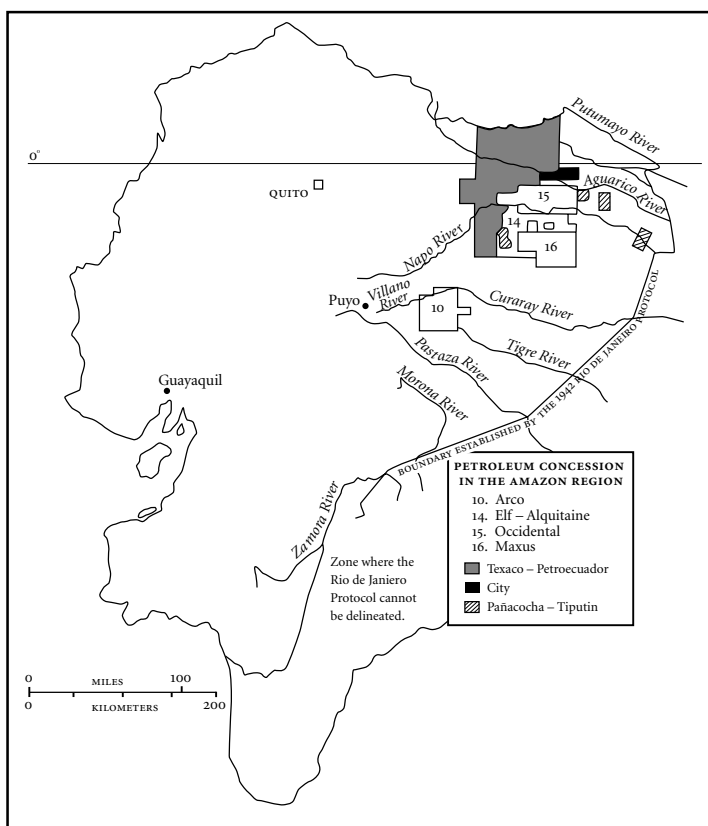 Putumayo River
0°
Aguarico River
QUITO
15
14
Napo River
16
Puyo
Villano
River
10
Curaray River
Tigre River
Pastaza River
Morona River
BOUNDARY ESTABLISHED BY THE 1942 RIO DE JANEIRO PROTOCOL
Guayaquil
Zamora River
Zone where the
Rio de Janiero
Protocol cannot
be delineated.
PETROLEUM CONCESSION
IN THE AMAZON REGION
10. Arco
14. Elf – Alquitaine
15. Occidental
16. Maxus
Texaco – Petroecuador
City
Pañacocha – Tiputin
0 MILES 100
0 KILOMETERS 200